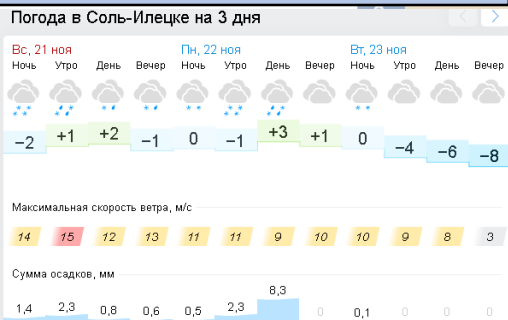 Погода в Соль-Илецке на 3 дня
Вс, 21 ноя Пн, 22 ноя Вт, 23 ноя
Ночь Утро День Вечер Ночь Утро День Вечер Ночь Утро День Вечер
−2 +1 +2 −1 0 −1 +3 +1 0 −4 −6 −8
Максимальная скорость ветра, м/с
14 15 12 13 11 11 9 10 10 9 8 3
Сумма осадков, мм
1,4 2,3 0,8 0,6 0,5 2,3 8,3 0 0,1 0 0 0